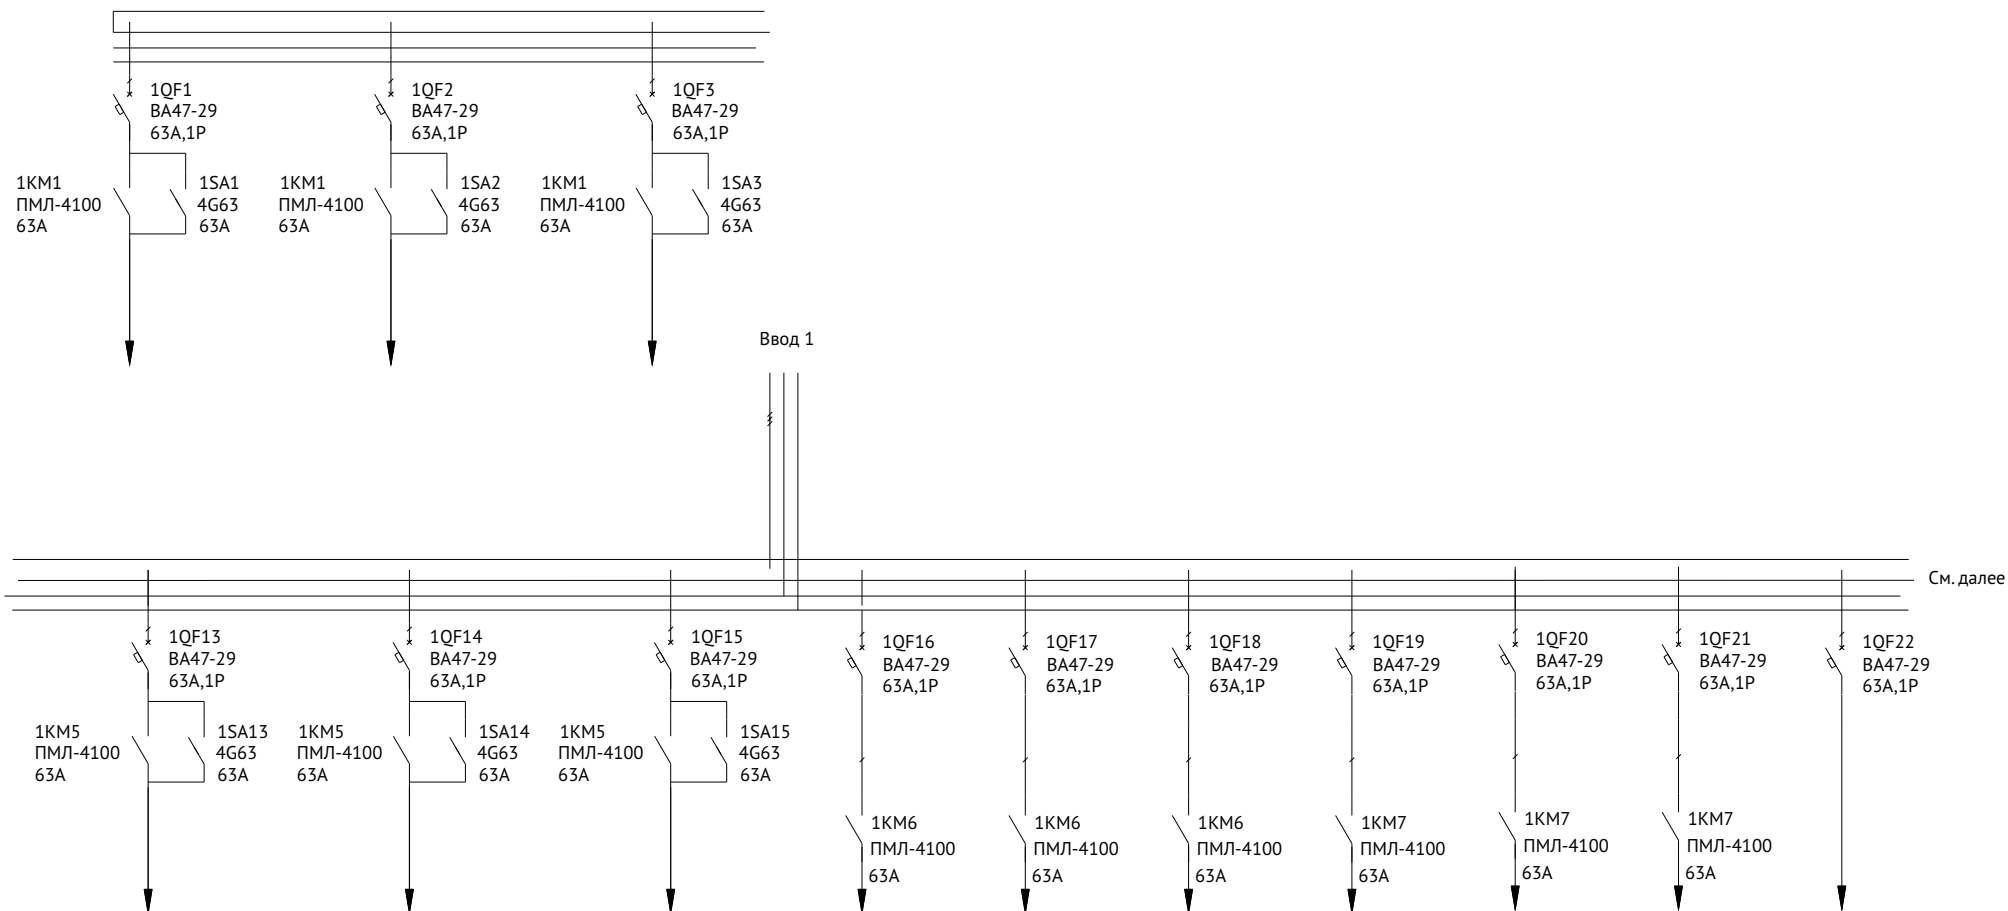 1QF1
ВА47-29
63А,1Р
1QF2
ВА47-29
63А,1Р
1QF3
ВА47-29
63А,1Р
1КМ1
ПМЛ-4100
63А
1SA1
4G63
63А
1КМ1
ПМЛ-4100
63А
1SA2
4G63
63А
1КМ1
ПМЛ-4100
63А
1SA3
4G63
63А
Ввод 1
См. далее
1QF13
ВА47-29
63А,1Р
1QF14
ВА47-29
63А,1Р
1QF15
ВА47-29
63А,1Р
1QF16
ВА47-29
63А,1Р
1QF17
ВА47-29
63А,1Р
1QF18
ВА47-29
63А,1Р
1QF19
ВА47-29
63А,1Р
1QF20
ВА47-29
63А,1Р
1QF21
ВА47-29
63А,1Р
1QF22
ВА47-29
63А,1Р
1КМ5
ПМЛ-4100
63А
1SA13
4G63
63А
1КМ5
ПМЛ-4100
63А
1SA14
4G63
63А
1КМ5
ПМЛ-4100
63А
1SA15
4G63
63А
1КМ6
ПМЛ-4100
63А
1КМ6
ПМЛ-4100
63А
1КМ6
ПМЛ-4100
63А
1КМ7
ПМЛ-4100
63А
1КМ7
ПМЛ-4100
63А
1КМ7
ПМЛ-4100
63А